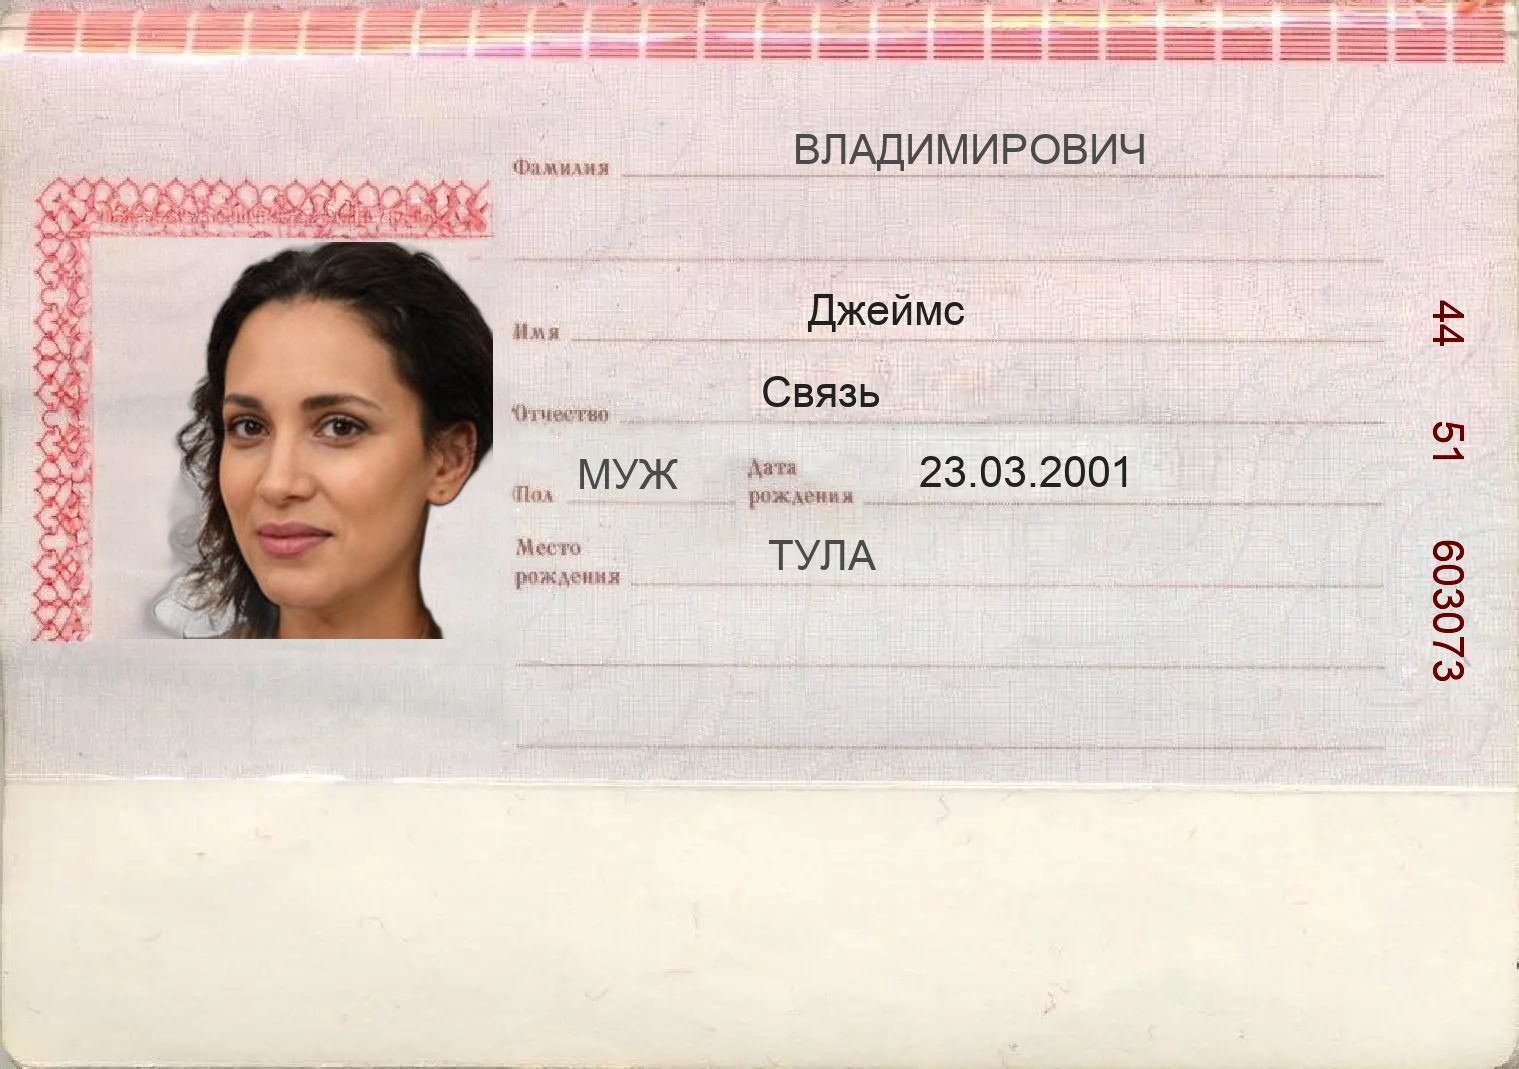 Фамилия ВЛАДИМИРОВИЧ
Имя Джеймс
Отчество Связь
Пол МУЖ Дата рождения 23.03.2001
Место рождения ТУЛА
44 51 603073